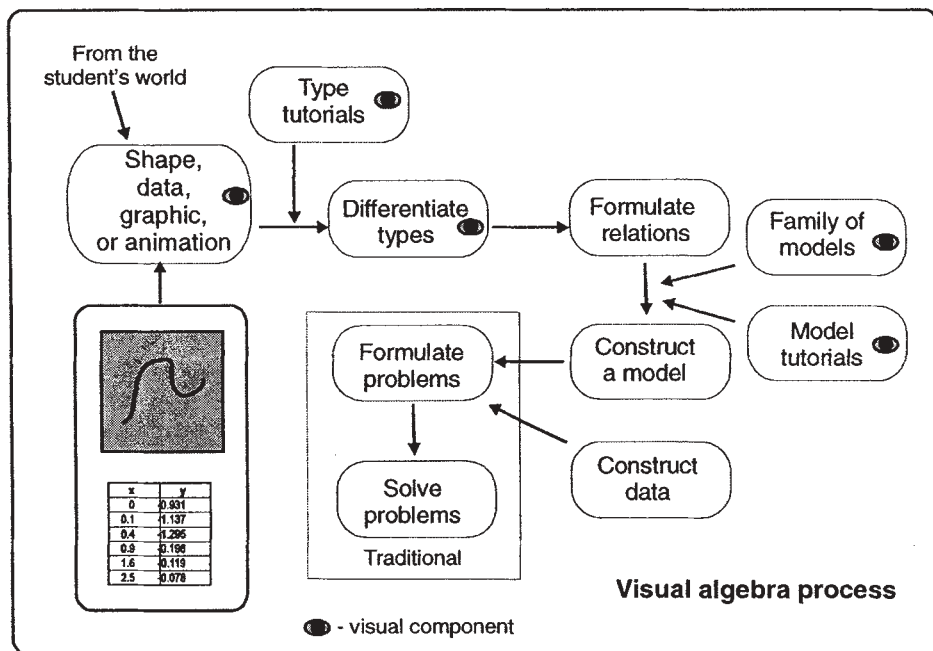 From the
student's world
Type
tutorials
Shape,
data,
graphic,
or animation
Differentiate
types
Formulate
relations
Family of
models
Model
tutorials
Construct
a model
Formulate
problems
Construct
data
Solve
problems
Traditional
x y
0 -0.931
0.1 -1.137
0.4 -1.295
0.9 -0.196
1.6 -0.119
2.5 -0.078
Visual algebra process
- visual component